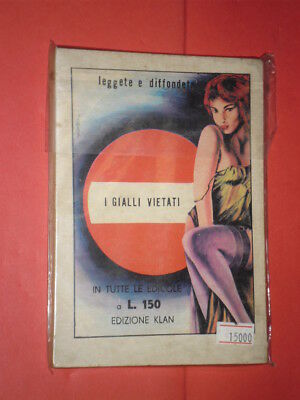 leggete e diffondete
I GIALLI VIETATI
IN TUTTE LE EDICOLE
a L. 150
EDIZIONE KLAN
15000